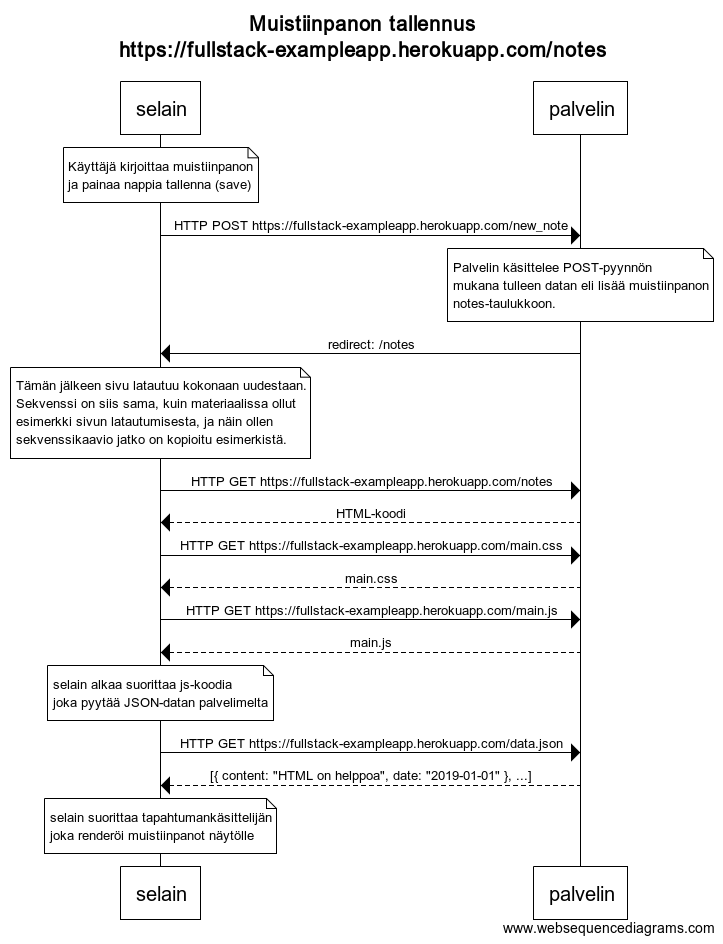 Muistiinpanon tallennus
https://fullstack-exampleapp.herokuapp.com/notes
selain
palvelin
Käyttäjä kirjoittaa muistiinpanon
ja painaa nappia tallenna (save)
HTTP POST https://fullstack-exampleapp.herokuapp.com/new_note
Palvelin käsittelee POST-pyynnön
mukana tulleen datan eli lisää muistiinpanon
notes-taulukkoon.
redirect: /notes
Tämän jälkeen sivu latautuu kokonaan uudestaan.
Sekvenssi on siis sama, kuin materiaalissa ollut
esimerkki sivun latautumisesta, ja näin ollen
sekvenssikaavio jatko on kopioitu esimerkistä.
HTTP GET https://fullstack-exampleapp.herokuapp.com/notes
HTML-koodi
HTTP GET https://fullstack-exampleapp.herokuapp.com/main.css
main.css
HTTP GET https://fullstack-exampleapp.herokuapp.com/main.js
main.js
selain alkaa suorittaa js-koodia
joka pyytää JSON-datan palvelimelta
HTTP GET https://fullstack-exampleapp.herokuapp.com/data.json
[{ content: "HTML on helppoa", date: "2019-01-01" }, ...]
selain suorittaa tapahtumankäsittelijän
joka renderöi muistiinpanot näytölle
selain
palvelin
www.websequencediagrams.com